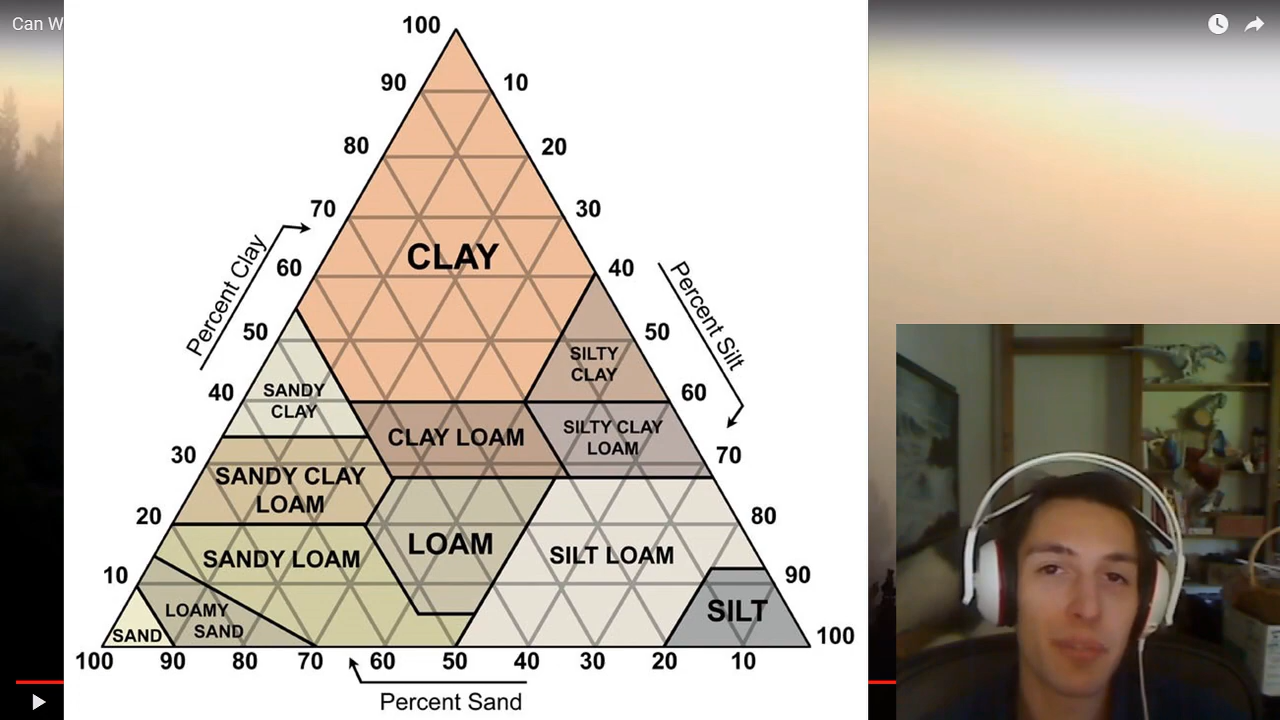 Can W
100
90
10
80
20
70
30
CLAY
Percent Clay
60
40
Percent Silt
50
50
SILTY
CLAY
40
60
SANDY
CLAY
CLAY LOAM
SILTY CLAY
LOAM
30
70
SANDY CLAY
LOAM
20
80
LOAM
SANDY LOAM
SILT LOAM
10
90
LOAMY
SAND
SILT
SAND
100
100
90
80
70
60
50
40
30
20
10
Percent Sand